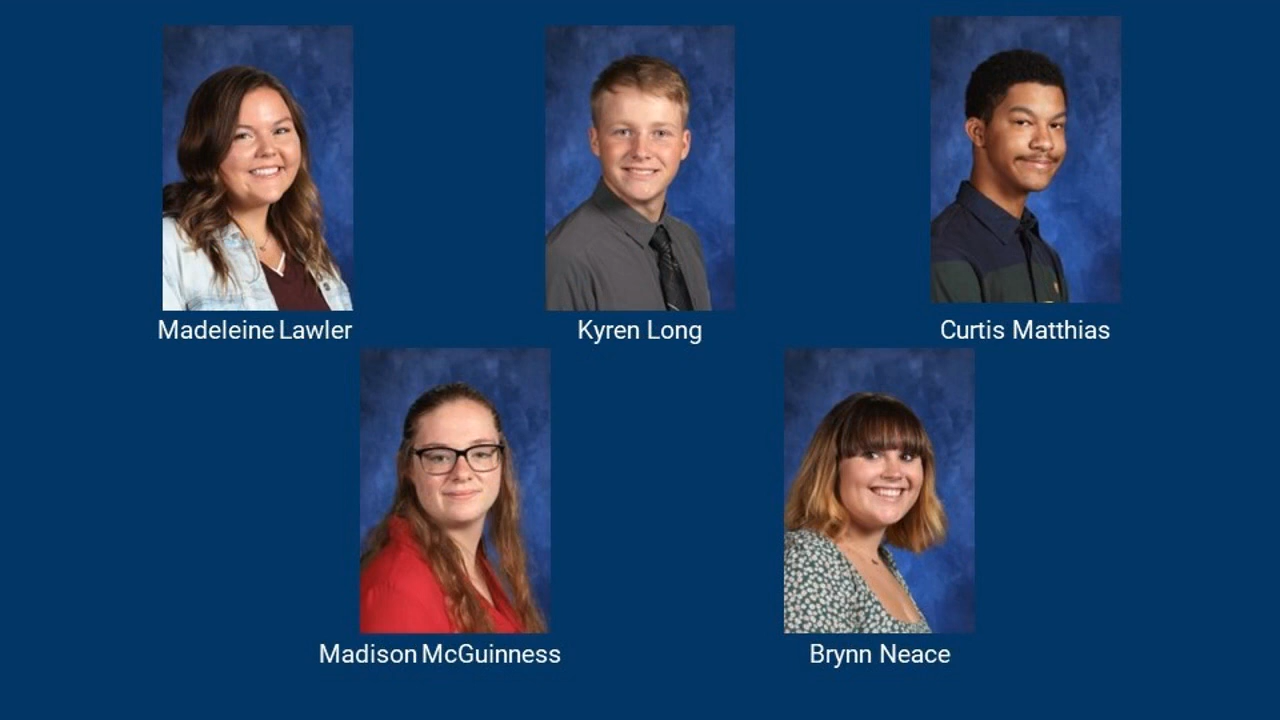 Madeleine Lawler
Kyren Long
Curtis Matthias
Madison McGuinness
Brynn Neace